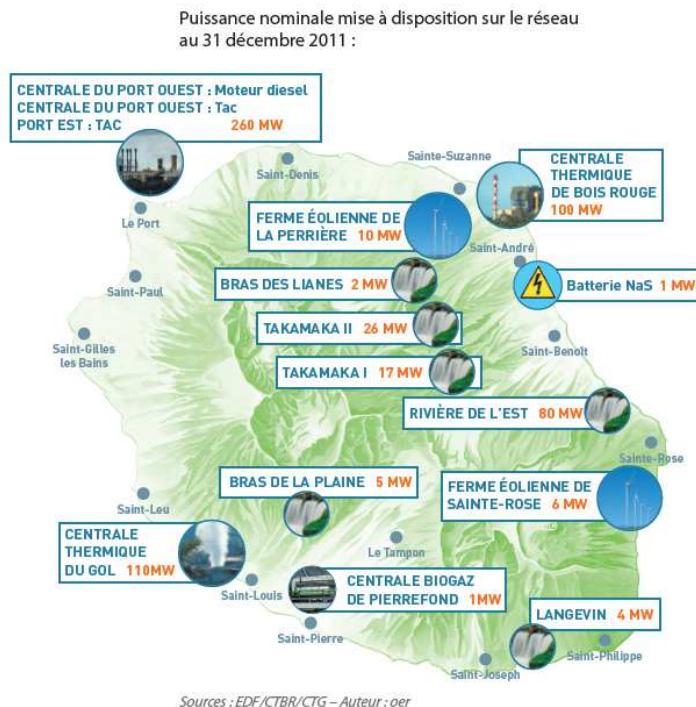 Puissance nominale mise à disposition sur le réseau
au 31 décembre 2011 :
CENTRALE DU PORT OUEST : Moteur diesel
CENTRALE DU PORT OUEST : Tac
PORT EST : TAC 260 MW
Saint-Denis
Sainte-Suzanne
CENTRALE
THERMIQUE
DE BOIS ROUGE
100 MW
Le Port
FERME ÉOLIENNE DE
LA PERRIÈRE 10 MW
Saint-André
Saint-Paul
BRAS DES LIANES 2 MW
Batterie NaS 1 MW
TAKAMAKA II 26 MW
Saint-Gilles
les Bains
Saint-Benoît
TAKAMAKA I 17 MW
RIVIÈRE DE L'EST 80 MW
Sainte-Rose
BRAS DE LA PLAINE 5 MW
FERME ÉOLIENNE DE
SAINTE-ROSE 6 MW
Saint-Leu
CENTRALE
THERMIQUE
DU GOL 110MW
Le Tampon
Saint-Louis
CENTRALE BIOGAZ
DE PIERREFOND
1MW
LANGEVIN 4 MW
Saint-Pierre
Saint-Joseph
Saint-Philippe
Sources : EDF/CTBR/CTG – Auteur : oer